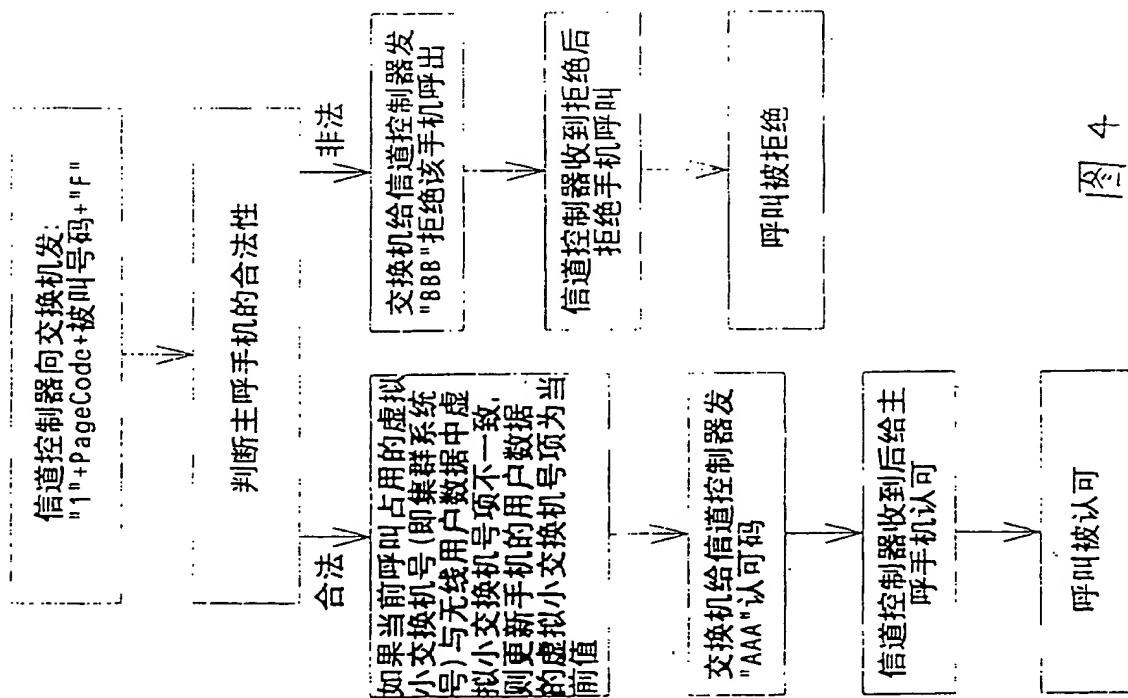 信道控制器向交换机发:
"1"+PageCode+被叫号码+"F"
判断主呼手机的合法性
合法
非法
如果当前呼叫占用的虚拟
小交换机号(即集群系统
号)与无线用户数据中虚
拟小交换机号项不一致,
则更新手机的用户数据
的虚拟小交换机号项为当
前值
交换机给信道控制器发
"AAA"认可码
信道控制器收到后给主
呼手机认可
呼叫被认可
交换机给信道控制器发
"BBB"拒绝该手机呼出
信道控制器收到拒绝后
拒绝手机呼叫
呼叫被拒绝
图 4